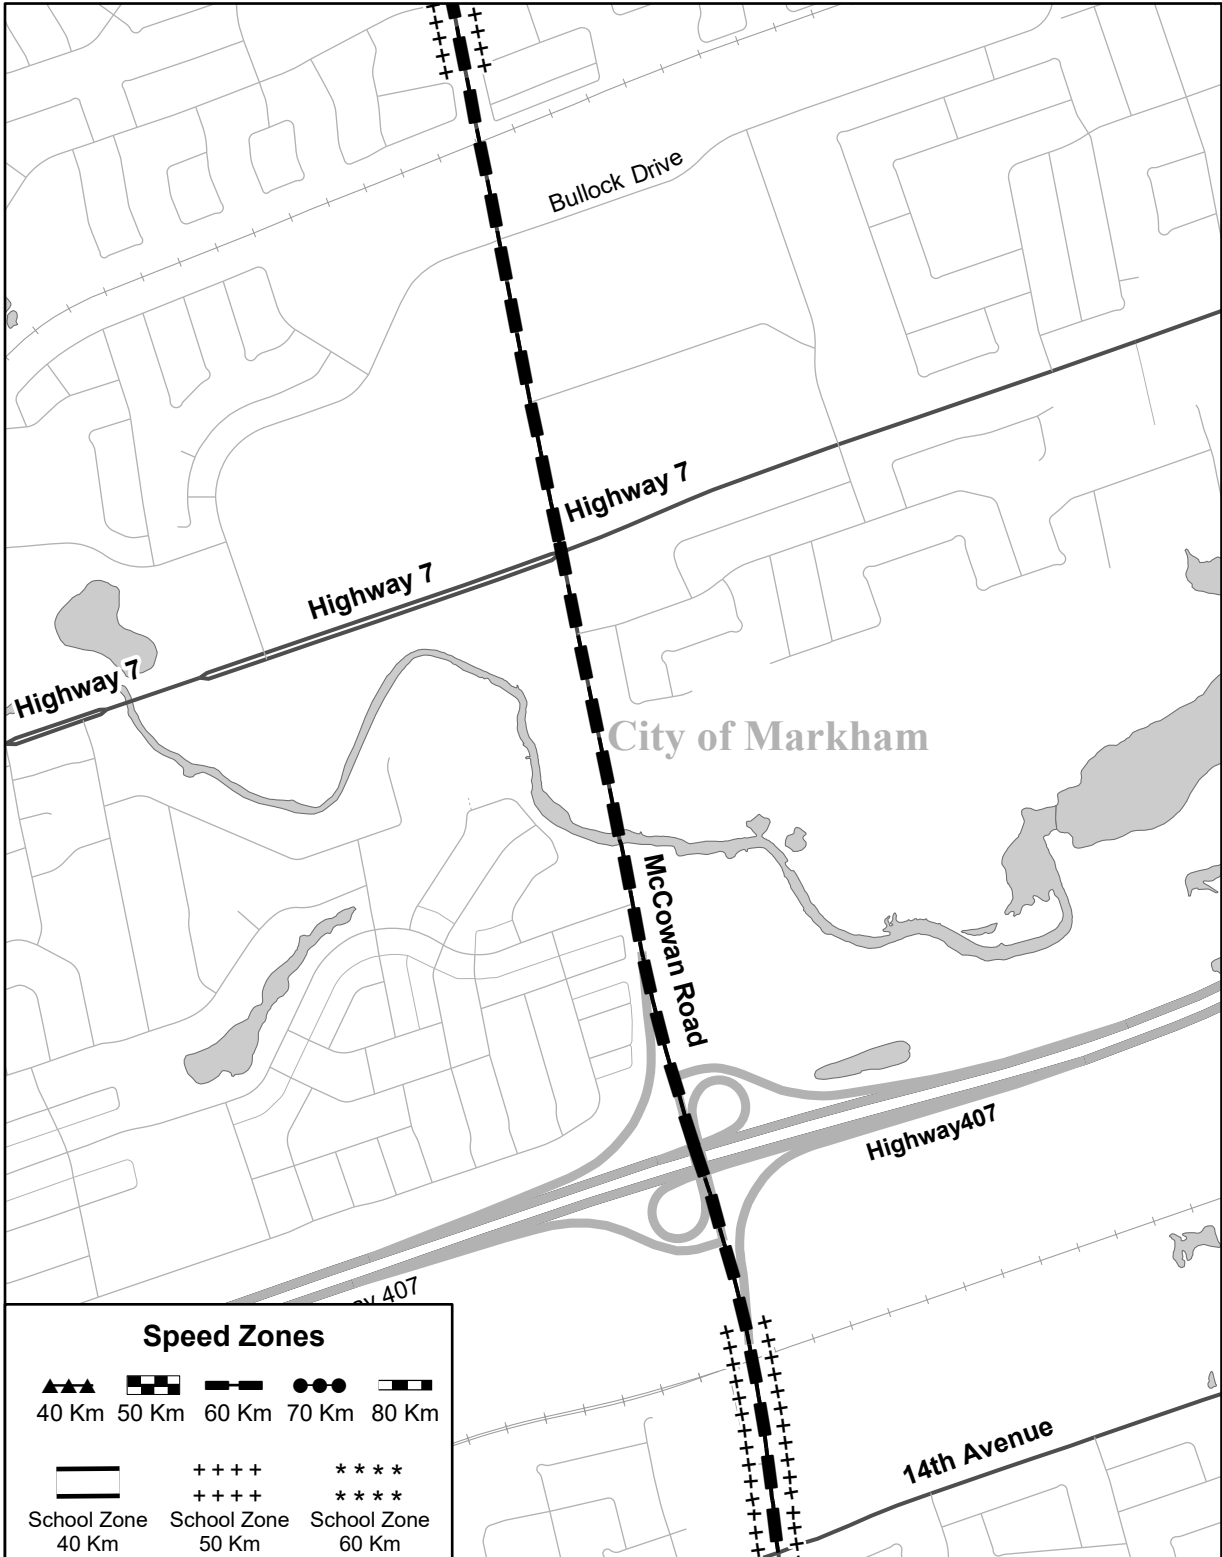 Bullock Drive
Highway 7
Highway 7
Highway 7
City of Markham
McCowan Road
Highway407
407
14th Avenue
Speed Zones
40 Km 50 Km 60 Km 70 Km 80 Km
School Zone School Zone School Zone
40 Km 50 Km 60 Km